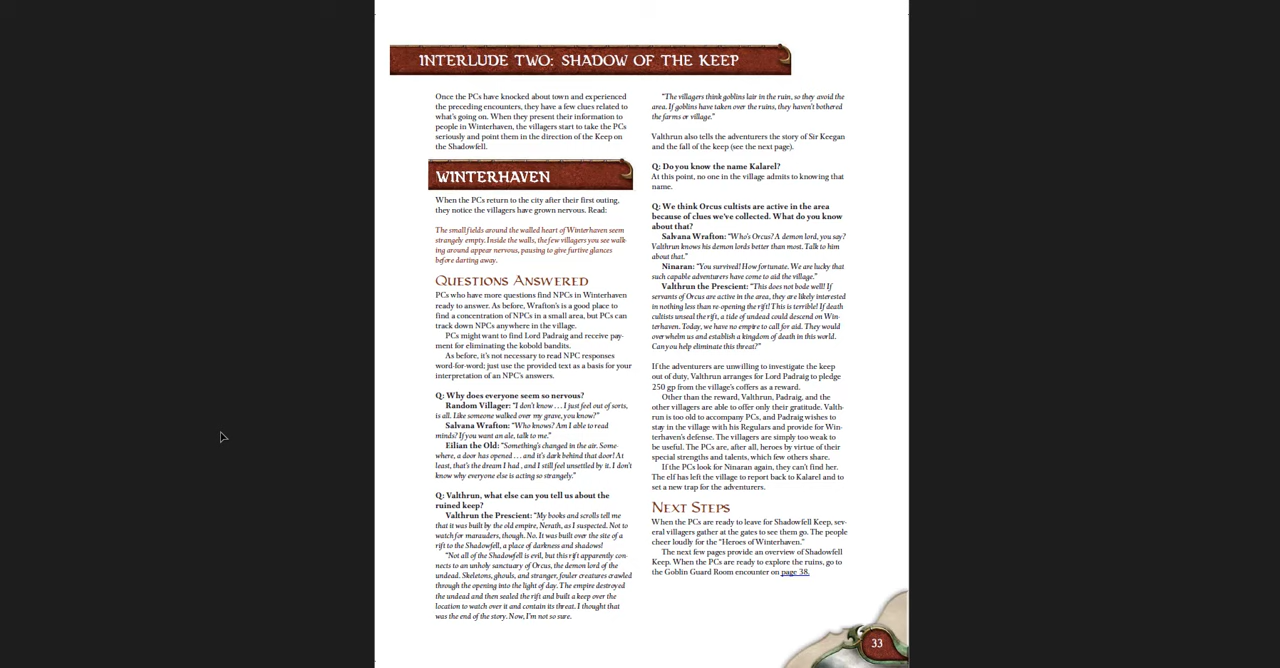 INTERLUDE TWO: SHADOW OF THE KEEP
Once the PCs have knocked about town and experienced
the preceding encounters, they have a few clues related to
what's going on. When they present their information to
people in Winterhaven, the villagers start to take the PCs
seriously and point them in the direction of the Keep on
the Shadowfell.
WINTERHAVEN
When the PCs return to the city after their first outing,
they notice the villagers have grown nervous. Read:
The small fields around the walled heart of Winterhaven seem
strangely empty. Inside the walls, the few villagers you see walk-
ing around appear nervous, pausing to give furtive glances
before darting away.
QUESTIONS ANSWERED
PCs who have more questions find NPCs in Winterhaven
ready to answer. As before, Wrafton's is a good place to
find a concentration of NPCs in a small area, but PCs can
track down NPCs anywhere in the village.
PCs might want to find Lord Padraig and receive pay-
ment for eliminating the kobold bandits.
As before, it's not necessary to read NPC responses
word-for-word; just use the provided text as a basis for your
interpretation of an NPC's answers.
Q: Why does everyone seem so nervous?
Random Villager: "I don't know . . . I just feel out of sorts,
is all. Like someone walked over my grave, you know?"
Salvana Wrafton: "Who knows? Am I able to read
minds? If you want an ale, talk to me."
Eilian the Old: "Something's changed in the air. Some-
where, a door has opened . . . and it's dark behind that door! At
least, that's the dream I had , and I still feel unsettled by it. I don't
know why everyone else is acting so strangely."
Q: Valthrun, what else can you tell us about the
ruined keep?
Valthrun the Prescient: "My books and scrolls tell me
that it was built by the old empire, Nerath, as I suspected. Not to
watch for marauders, though. No. It was built over the site of a
rift to the Shadowfell, a place of darkness and shadows!
"Not all of the Shadowfell is evil, but this rift apparently con-
nects to an unholy sanctuary of Orcus, the demon lord of the
undead. Skeletons, ghouls, and stranger, fouler creatures crawled
through the opening into the light of day. The empire destroyed
the undead and then sealed the rift and built a keep over the
location to watch over it and contain its threat. I thought that
was the end of the story. Now, I'm not so sure.
"The villagers think goblins lair in the ruin, so they avoid the
area. If goblins have taken over the ruins, they haven't bothered
the farms or village."
Valthrun also tells the adventurers the story of Sir Keegan
and the fall of the keep (see the next page).
Q: Do you know the name Kalarel?
At this point, no one in the village admits to knowing that
name.
Q: We think Orcus cultists are active in the area
because of clues we've collected. What do you know
about that?
Salvana Wrafton: "Who's Orcus? A demon lord, you say?
Valthrun knows his demon lords better than most. Talk to him
about that."
Ninaran: "You survived! How fortunate. We are lucky that
such capable adventurers have come to aid the village."
Valthrun the Prescient: "This does not bode well! If
servants of Orcus are active in the area, they are likely interested
in nothing less than re-opening the rift! This is terrible! If death
cultists unseal the rift, a tide of undead could descend on Win-
terhaven. Today, we have no empire to call for aid. They would
overwhelm us and establish a kingdom of death in this world.
Can you help eliminate this threat?"
If the adventurers are unwilling to investigate the keep
out of duty, Valthrun arranges for Lord Padraig to pledge
250 gp from the village's coffers as a reward.
Other than the reward, Valthrun, Padraig, and the
other villagers are able to offer only their gratitude. Valth-
run is too old to accompany PCs, and Padraig wishes to
stay in the village with his Regulars and provide for Win-
terhaven's defense. The villagers are simply too weak to
be useful. The PCs are, after all, heroes by virtue of their
special strengths and talents, which few others share.
If the PCs look for Ninaran again, they can't find her.
The elf has left the village to report back to Kalarel and to
set a new trap for the adventurers.
NEXT STEPS
When the PCs are ready to leave for Shadowfell Keep, sev-
eral villagers gather at the gates to see them go. The people
cheer loudly for the "Heroes of Winterhaven."
The next few pages provide an overview of Shadowfell
Keep. When the PCs are ready to explore the ruins, go to
the Goblin Guard Room encounter on page 38.
33